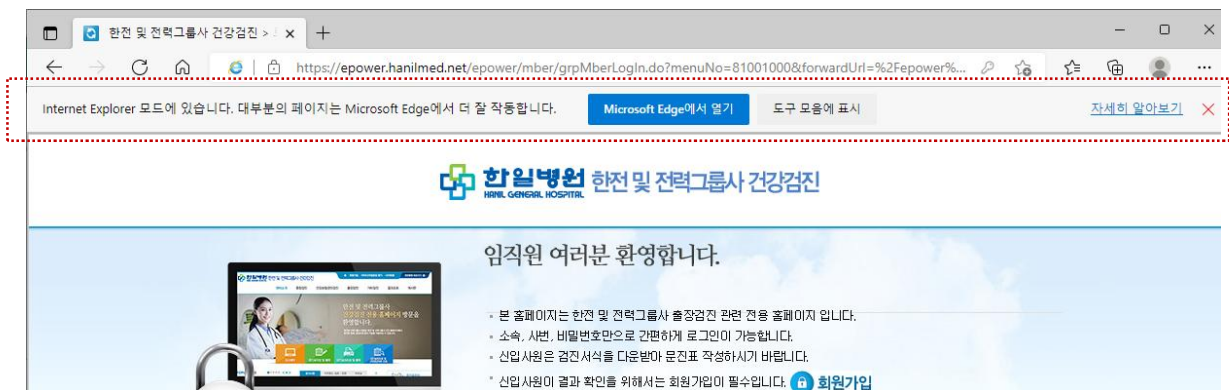 한전 및 전력그룹사 건강검진 >
https://epower.hanilmed.net/epower/mber/grpMberLogIn.do?menuNo=81001000&forwardUrl=%2Fepower%...
Internet Explorer 모드에 있습니다. 대부분의 페이지는 Microsoft Edge에서 더 잘 작동합니다. Microsoft Edge에서 열기 도구 모음에 표시 자세히 알아보기
한일병원 한전 및 전력그룹사 건강검진
HANIL GENERAL HOSPITAL
임직원 여러분 환영합니다.
- 본 홈페이지는 한전 및 전력그룹사 출장검진 관련 전용 홈페이지 입니다.
- 소속, 사번, 비밀번호만으로 간편하게 로그인이 가능합니다.
- 신입사원은 검진서식을 다운받아 문진표 작성하시기 바랍니다.
* 신입사원이 결과 확인을 위해서는 회원가입이 필수입니다. 회원가입